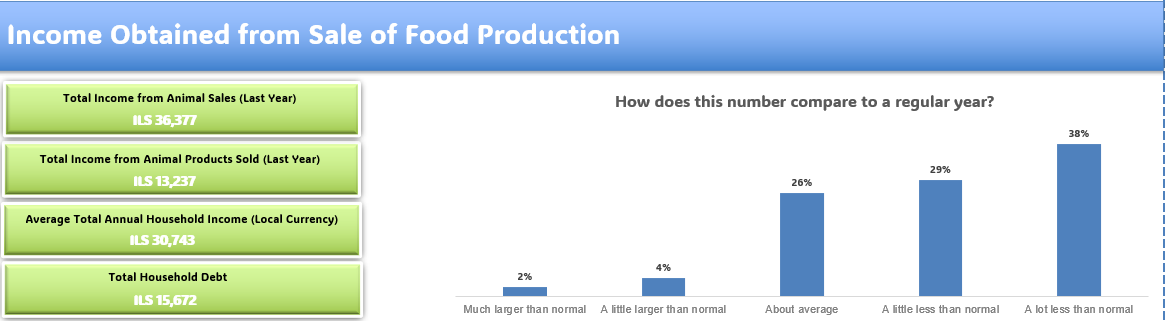 Income Obtained from Sale of Food Production
Total Income from Animal Sales (Last Year)
ILS 36,377
Total Income from Animal Products Sold (Last Year)
ILS 13,237
Average Total Annual Household Income (Local Currency)
ILS 30,743
Total Household Debt
ILS 15,672
How does this number compare to a regular year?
2%
4%
26%
29%
38%
Much larger than normal
A little larger than normal
About average
A little less than normal
A lot less than normal